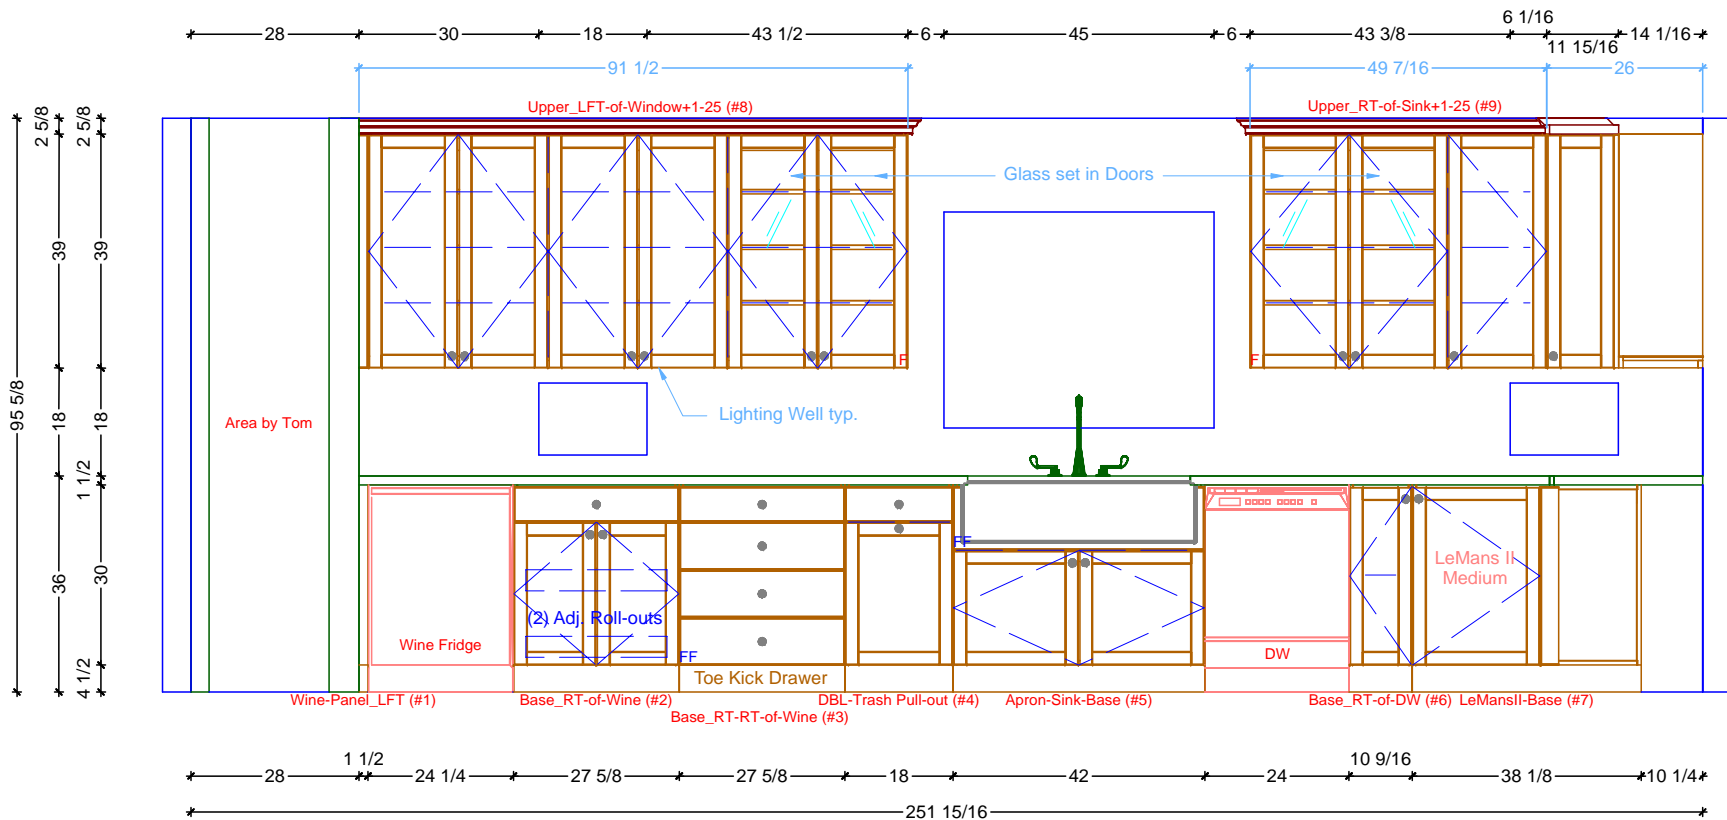 6 1/16
28 30 18 43 1/2 6 45 6 43 3/8 14 1/16
11 15/16
91 1/2 49 7/16 26
Upper_LFT-of-Window+1-25 (#8) Upper_RT-of-Sink+1-25 (#9)
2 5/8 2 5/8
Glass set in Doors
39 39
F F
95 5/8
18 18
Lighting Well typ.
Area by Tom
1 1/2
FF
LeMans II
Medium
36 30
(2) Adj. Roll-outs
Wine Fridge
FF
DW
Toe Kick Drawer
4 1/2
Wine-Panel_LFT (#1) Base_RT-of-Wine (#2) DBL-Trash Pull-out (#4) Apron-Sink-Base (#5) Base_RT-of-DW (#6) LeMansII-Base (#7)
Base_RT-RT-of-Wine (#3)
1 1/2 10 9/16
28 24 1/4 27 5/8 27 5/8 18 42 24 38 1/8 10 1/4
251 15/16